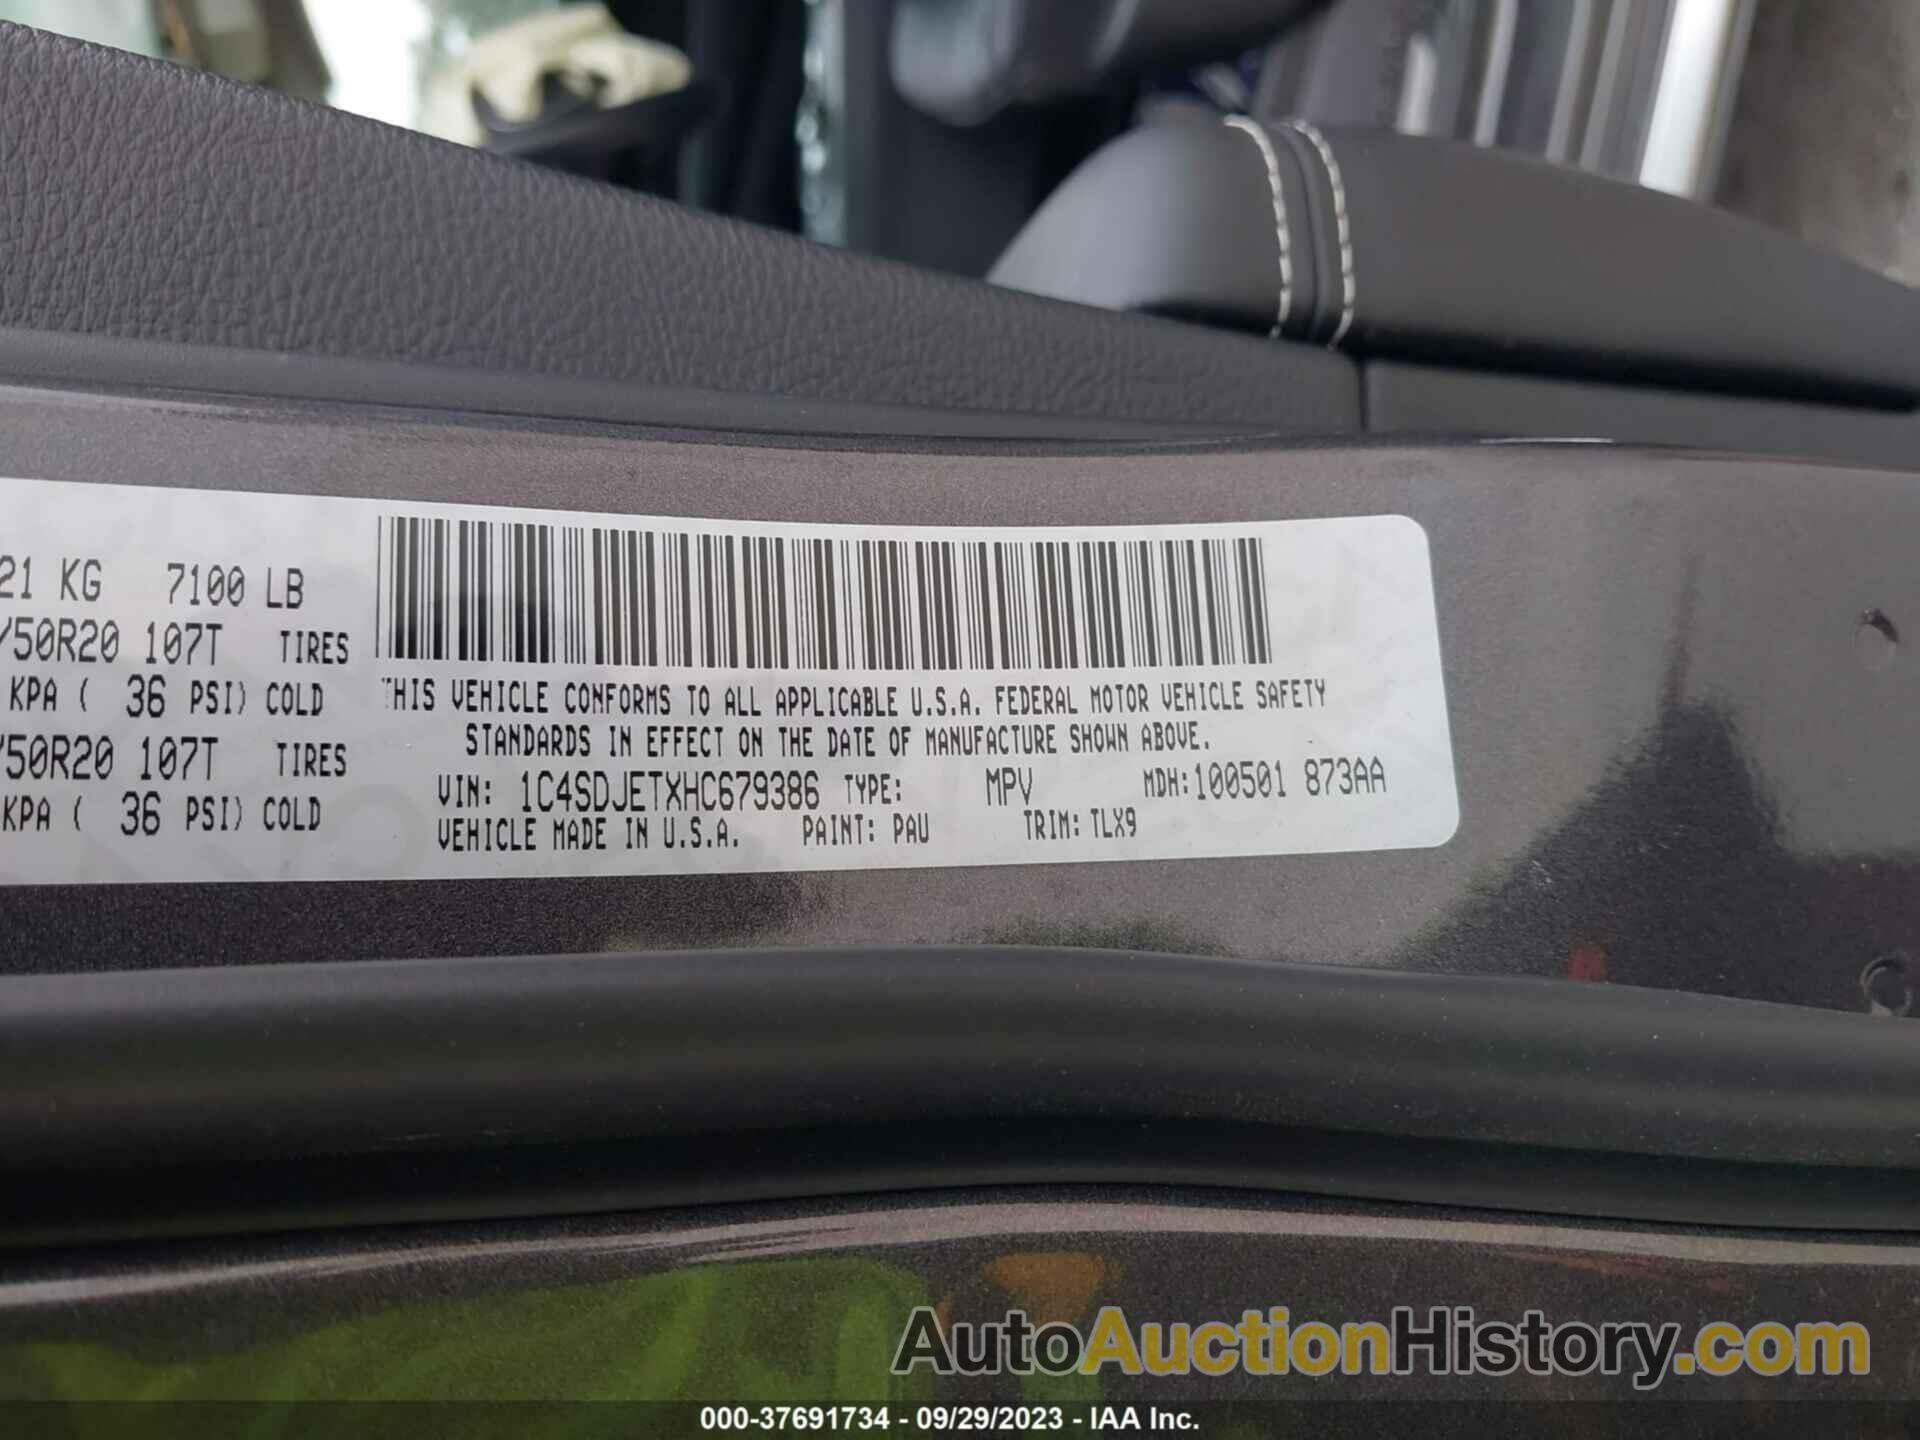 21 KG 7100 LB
/50R20 107T TIRES
KPA ( 36 PSI) COLD
/50R20 107T TIRES
KPA ( 36 PSI) COLD
THIS VEHICLE CONFORMS TO ALL APPLICABLE U.S.A. FEDERAL MOTOR VEHICLE SAFETY
STANDARDS IN EFFECT ON THE DATE OF MANUFACTURE SHOWN ABOVE.
VIN: 1C4SDJETXHC679386 TYPE: MPV MDH:100501 873AA
VEHICLE MADE IN U.S.A. PAINT: PAU TRIM: TLX9
AutoAuctionHistory.com
000-37691734 - 09/29/2023 - IAA Inc.